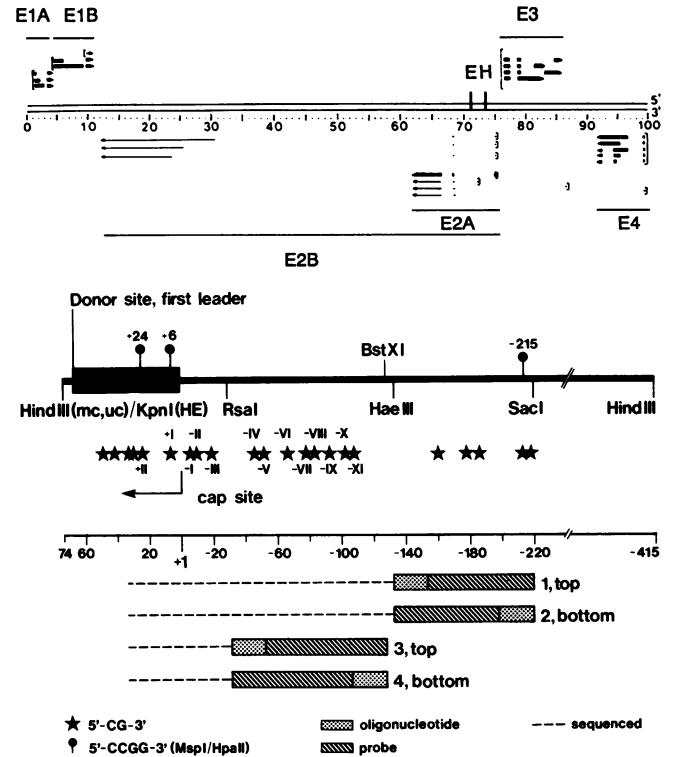 E1A E1B E3
E H
5'
3'
0 10 20 30 40 50 60 70 80 90 100
E2A E4
E2B
Donor site, first leader
+24 +6 BstXI -215
HindIII(mc,uc)/KpnI(HE) RsaI HaeIII SacI HindIII
+I -II -IV -VI -VIII -X
+II -I -III -V -VII -IX -XI
cap site
74 60 20 +1 -20 -60 -100 -140 -180 -220 -415
1, top
2, bottom
3, top
4, bottom
5'-CG-3' oligonucleotide sequenced
5'-CCGG-3' (MspI/HpaII) probe